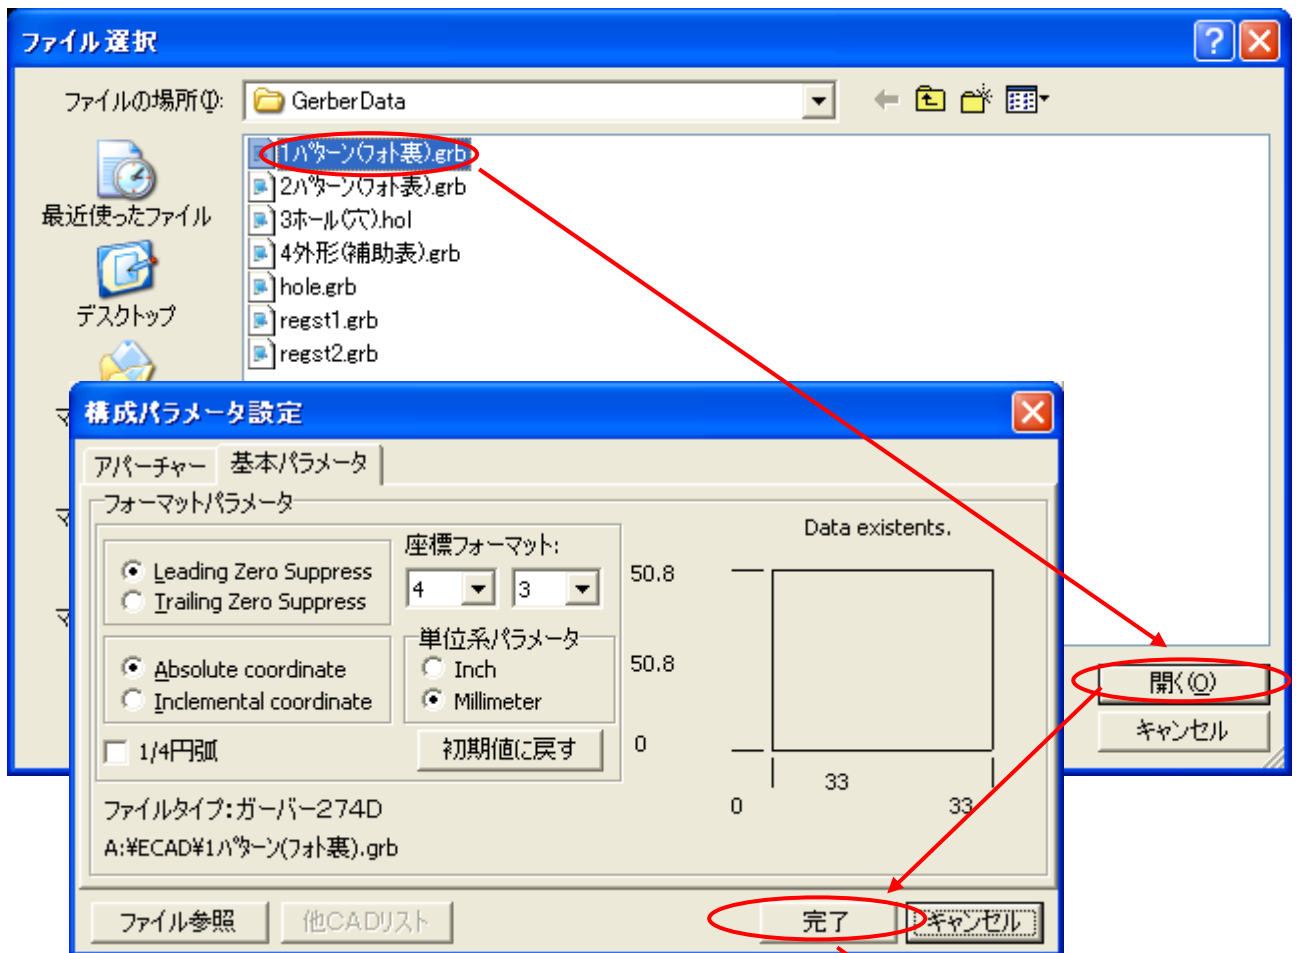 ファイル選択
ファイルの場所(I):
GerberData
最近使ったファイル
デスクトップ
マ
マ
マ
1パターン(フォト裏).grb
2パターン(フォト表).grb
3ホール(穴).hol
4外形(補助表).grb
hole.grb
regst1.grb
regst2.grb
開く(O)
キャンセル
構成パラメータ設定
アパーチャー
基本パラメータ
フォーマットパラメータ
Leading Zero Suppress
Trailing Zero Suppress
座標フォーマット:
4
3
Absolute coordinate
Inclemental coordinate
単位系パラメータ
Inch
Millimeter
1/4円弧
初期値に戻す
Data existents.
50.8
50.8
0
33
0
33
ファイルタイプ:ガーバー274D
A:¥ECAD¥1パターン(フォト裏).grb
ファイル参照
他CADリスト
完了
キャンセル